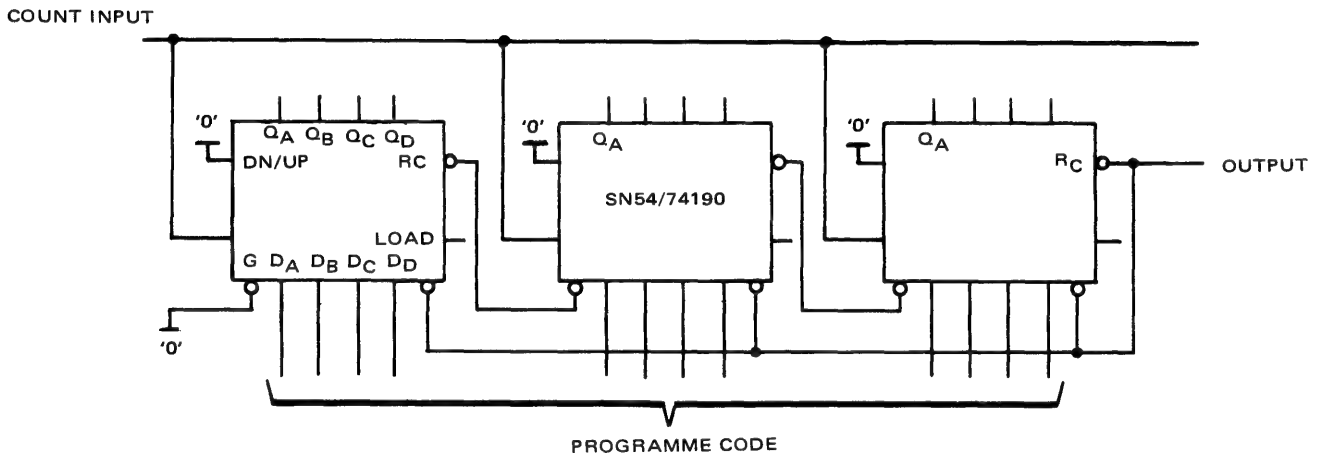 COUNT INPUT
'0' QA QB QC QD '0' QA '0' QA
DN/UP RC RC OUTPUT
SN54/74190
LOAD
G DA DB DC DD
'0'
PROGRAMME CODE